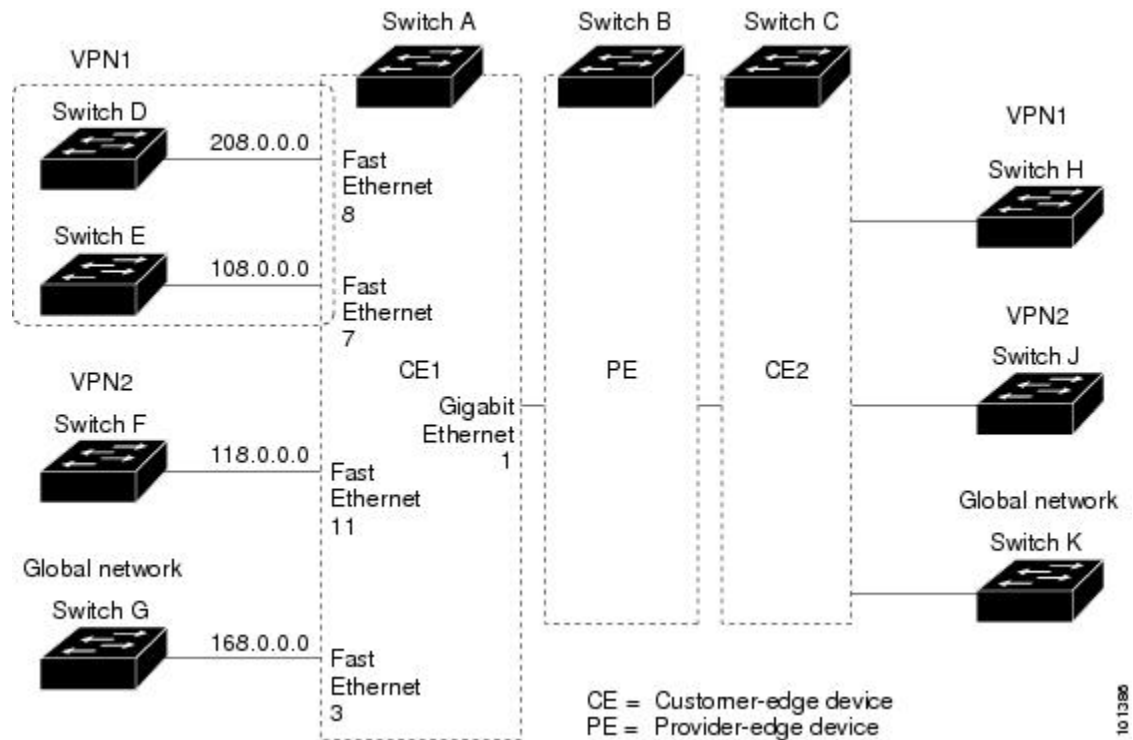 Switch A
Switch B
Switch C
VPN1
Switch D
208.0.0.0
Fast
Ethernet
8
Switch E
108.0.0.0
Fast
Ethernet
7
VPN2
Switch F
118.0.0.0
Fast
Ethernet
11
Global network
Switch G
168.0.0.0
Fast
Ethernet
3
CE1
Gigabit
Ethernet
1
PE
CE2
VPN1
Switch H
VPN2
Switch J
Global network
Switch K
CE = Customer-edge device
PE = Provider-edge device
101386